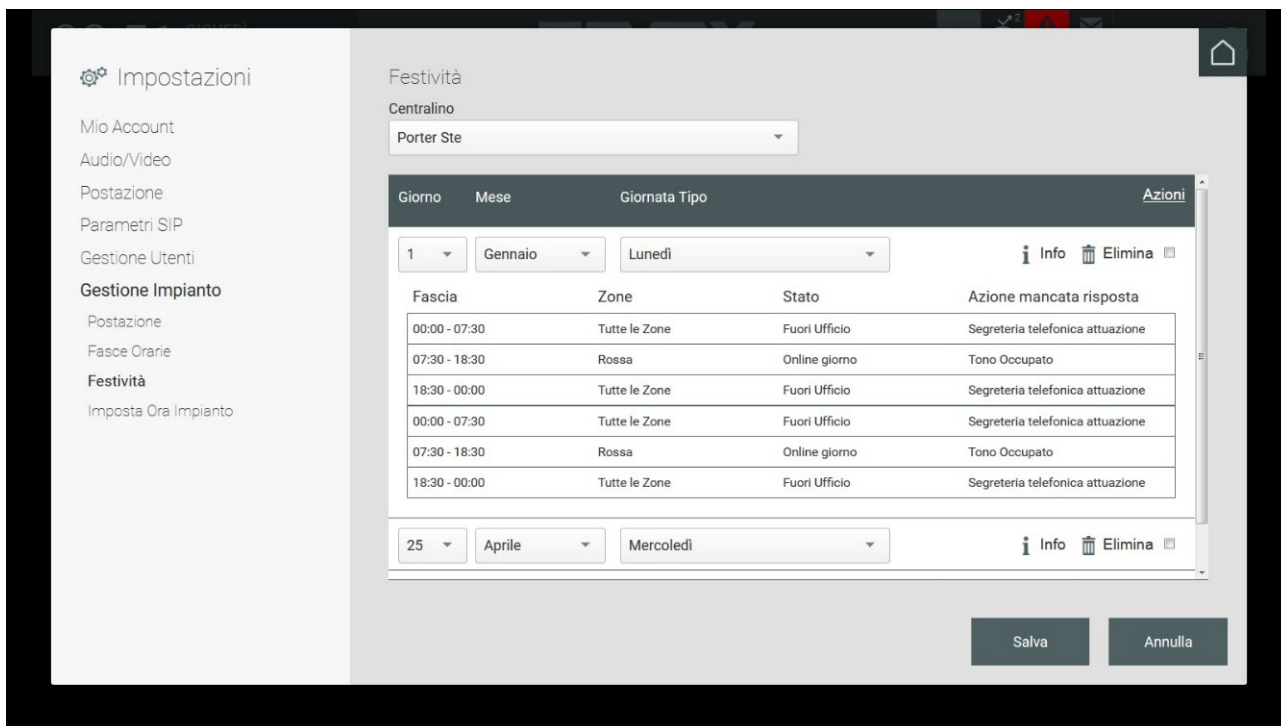 GIOVEDÌ
2
Impostazioni
Mio Account
Audio/Video
Postazione
Parametri SIP
Gestione Utenti
Gestione Impianto
Postazione
Fasce Orarie
Festività
Imposta Ora Impianto
Festività
Centralino
Porter Ste
Giorno Mese Giornata Tipo Azioni
1 Gennaio Lunedì Info Elimina
Fascia Zone Stato Azione mancata risposta
00:00 - 07:30 Tutte le Zone Fuori Ufficio Segreteria telefonica attuazione
07:30 - 18:30 Rossa Online giorno Tono Occupato
18:30 - 00:00 Tutte le Zone Fuori Ufficio Segreteria telefonica attuazione
00:00 - 07:30 Tutte le Zone Fuori Ufficio Segreteria telefonica attuazione
07:30 - 18:30 Rossa Online giorno Tono Occupato
18:30 - 00:00 Tutte le Zone Fuori Ufficio Segreteria telefonica attuazione
25 Aprile Mercoledì Info Elimina
Salva Annulla